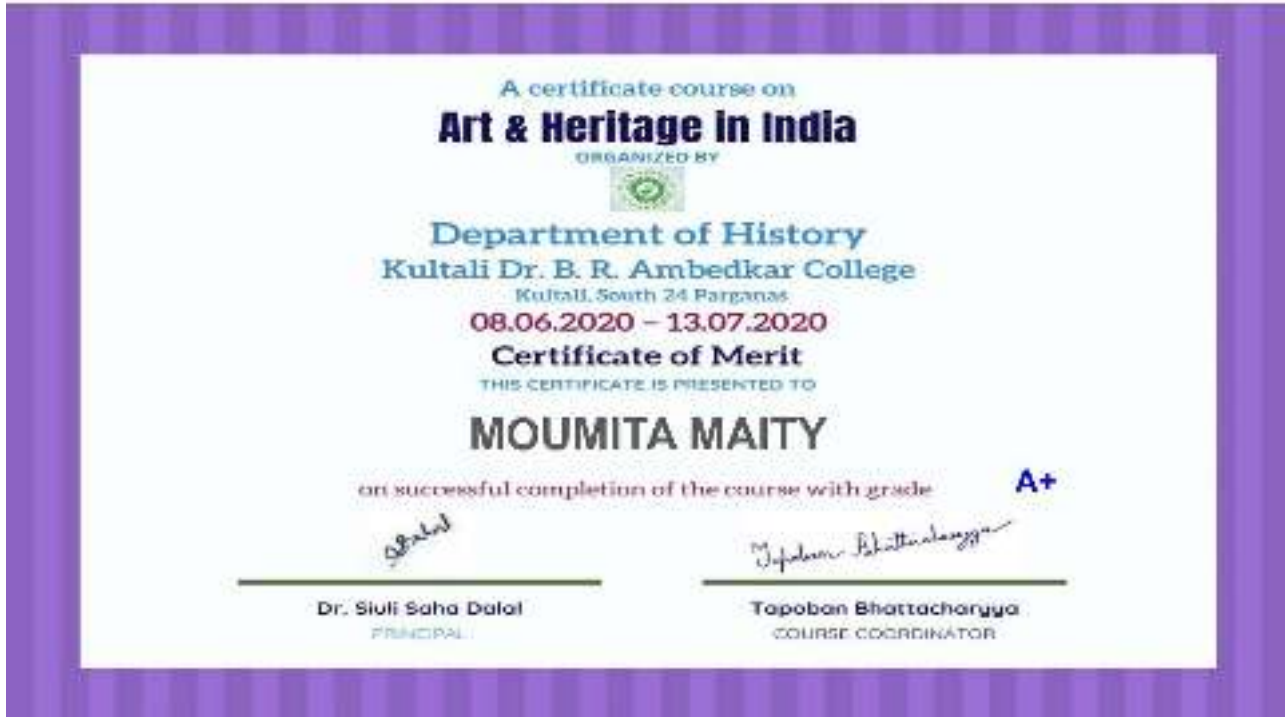 A certificate course on
Art & Heritage in India
ORGANIZED BY
Department of History
Kultali Dr. B. R. Ambedkar College
Kultali, South 24 Parganas
08.06.2020 – 13.07.2020
Certificate of Merit
THIS CERTIFICATE IS PRESENTED TO
MOUMITA MAITY
on successful completion of the course with grade A+
Tapoban Bhattacharyya
Dr. Siuli Saha Dalal Tapoban Bhattacharyya
PRINCIPAL COURSE COORDINATOR